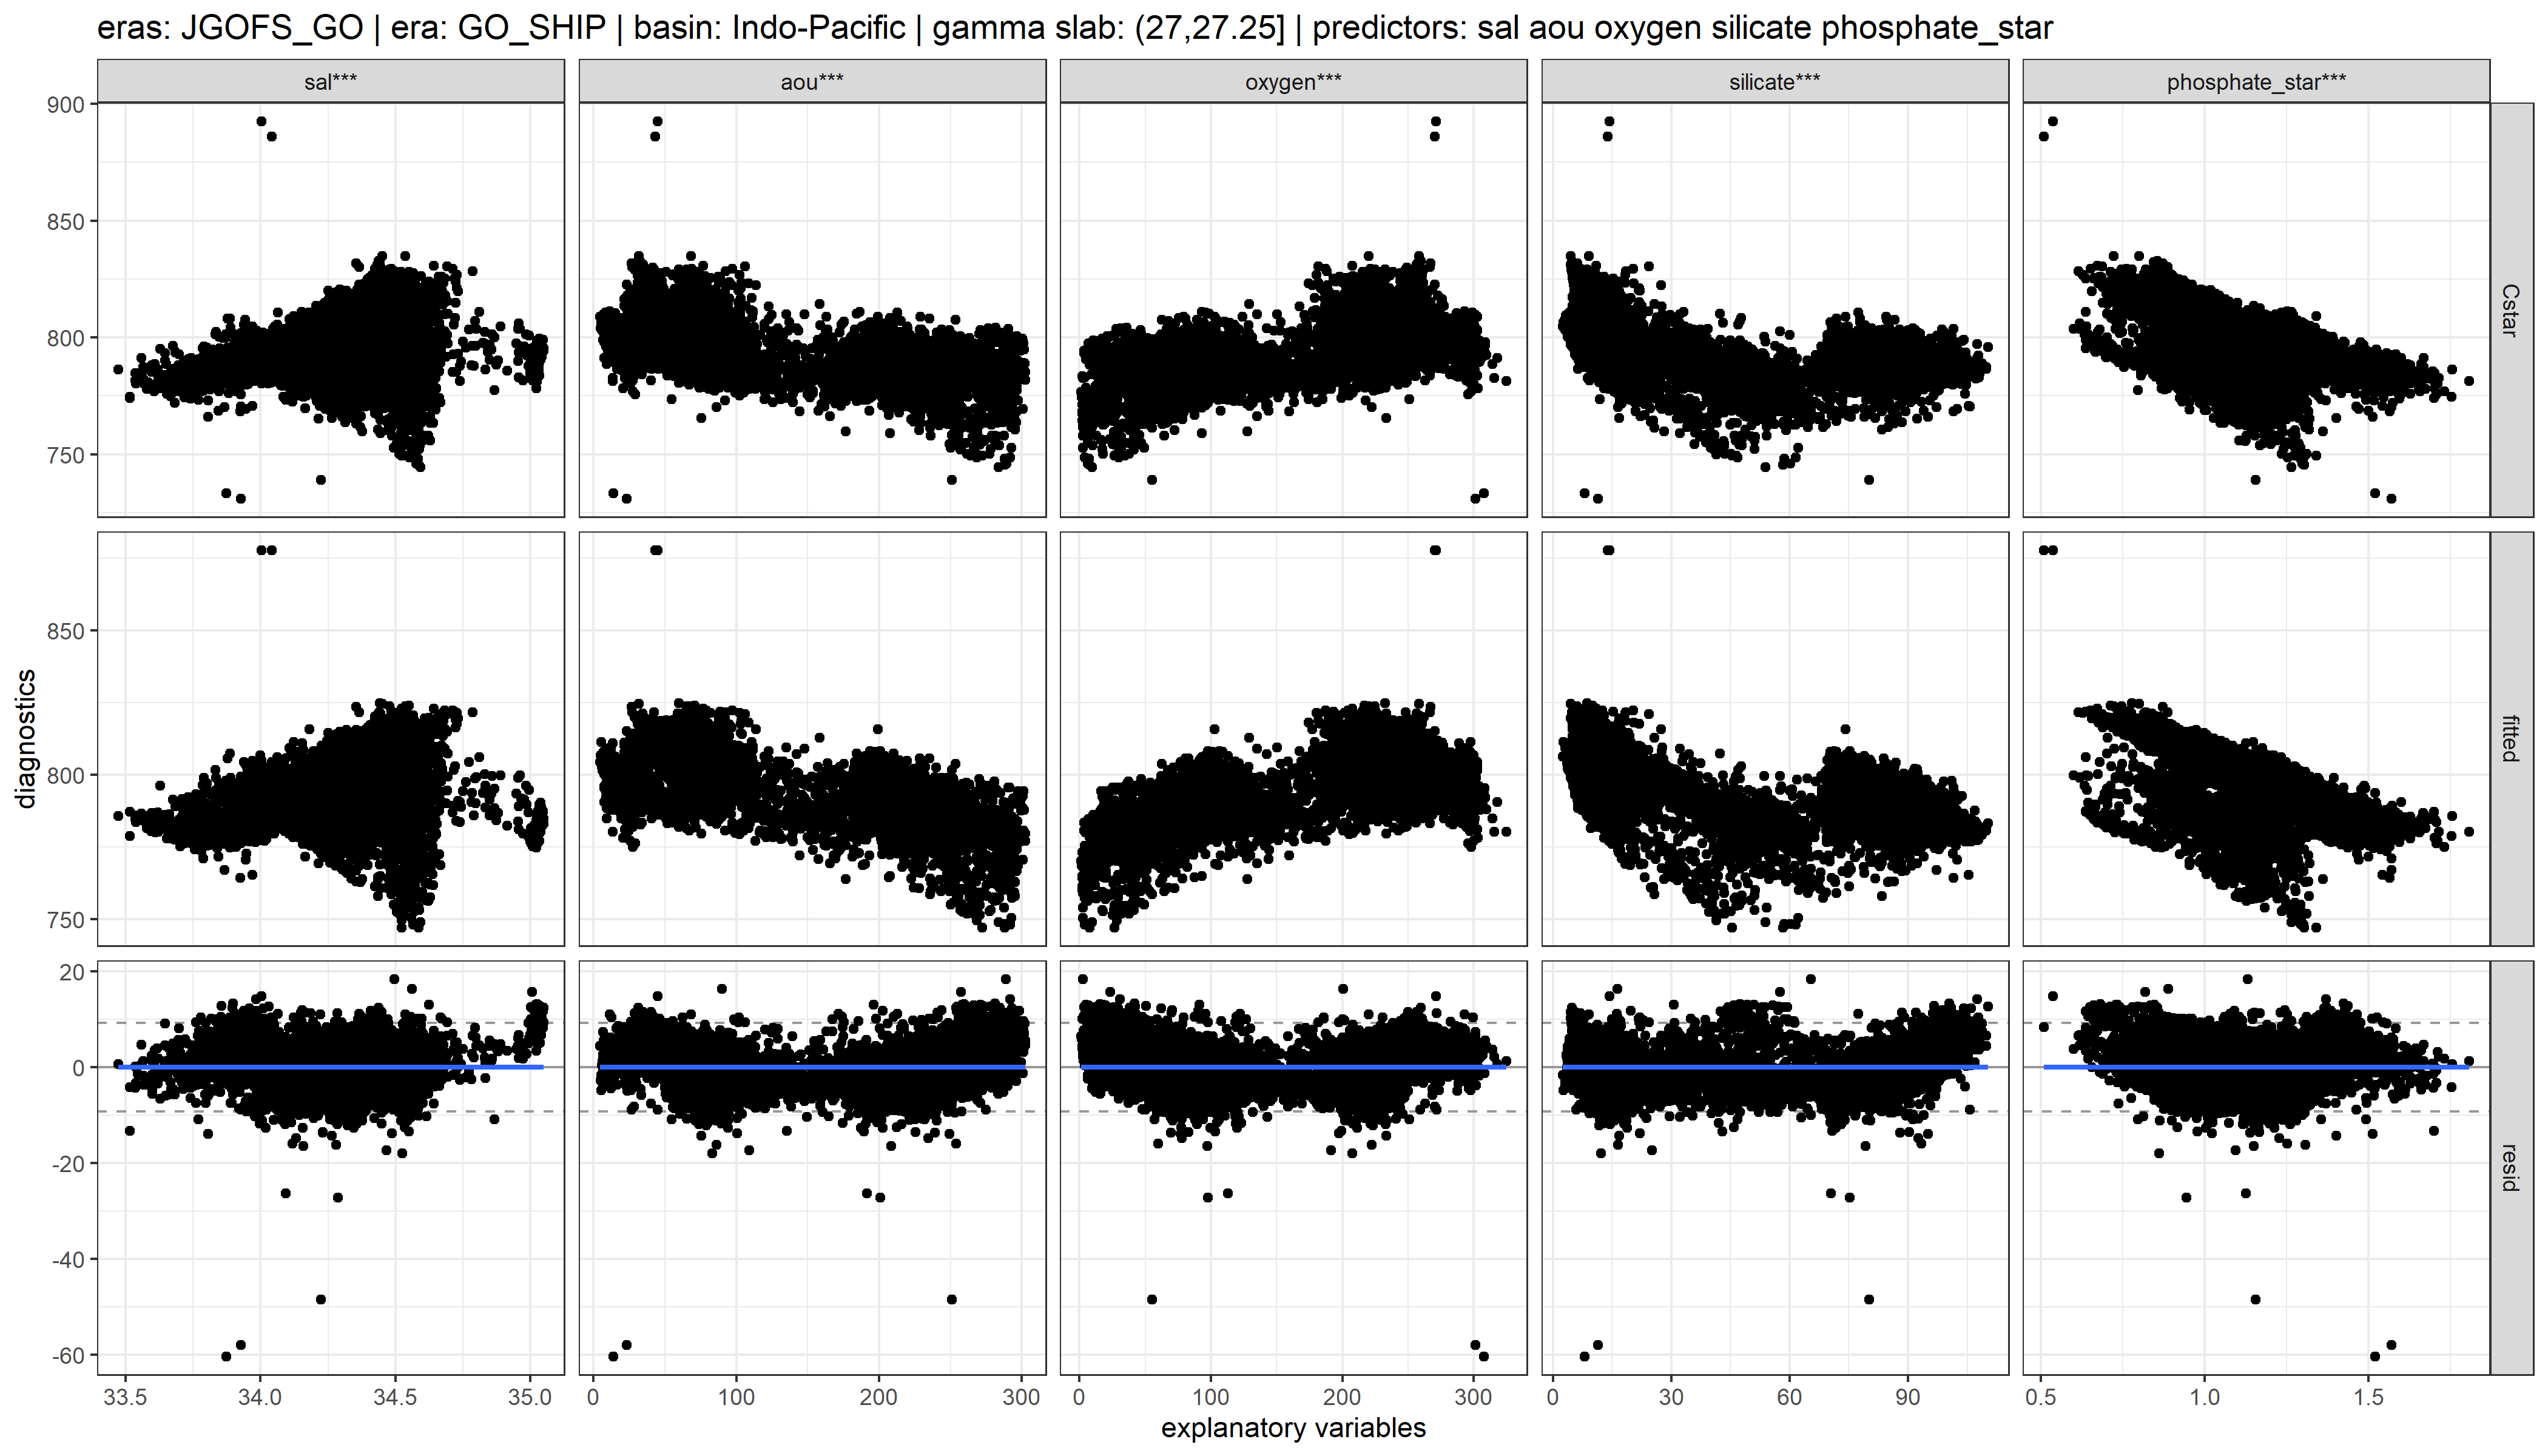 eras: JGOFS_GO | era: GO_SHIP | basin: Indo-Pacific | gamma slab: (27,27.25] | predictors: sal aou oxygen silicate phosphate_star
sal*** aou*** oxygen*** silicate*** phosphate_star***
900
850
800
750
Cstar
850
800
750
fitted
diagnostics
20
0
-20
-40
-60
resid
33.5 34.0 34.5 35.0 0 100 200 300 0 100 200 300 0 30 60 90 0.5 1.0 1.5
explanatory variables